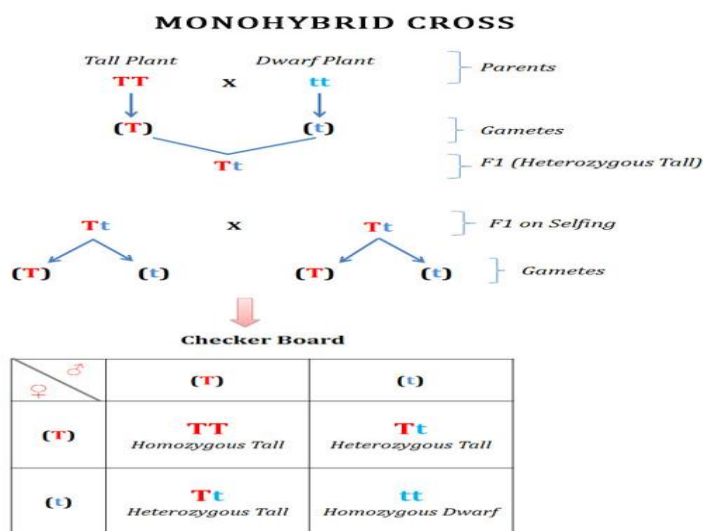 MONOHYBRID CROSS
Tall Plant Dwarf Plant
TT x tt Parents
(T) (t) Gametes
Tt F1 (Heterozygous Tall)
Tt x Tt F1 on Selfing
(T) (t) (T) (t) Gametes
Checker Board
♀ ♂ (T) (t)
(T) TT Tt
Homozygous Tall Heterozygous Tall
(t) Tt tt
Heterozygous Tall Homozygous Dwarf